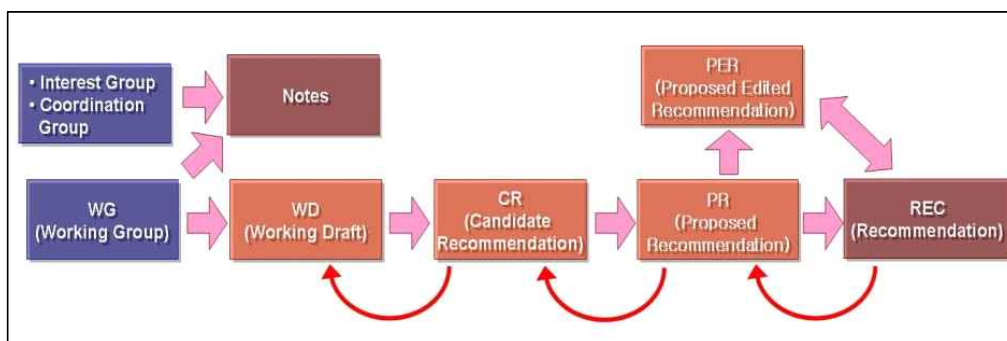 • Interest Group
• Coordination
Group
Notes
PER
(Proposed Edited
Recommendation)
WG
(Working Group)
WD
(Working Draft)
CR
(Candidate
Recommendation)
PR
(Proposed
Recommendation)
REC
(Recommendation)